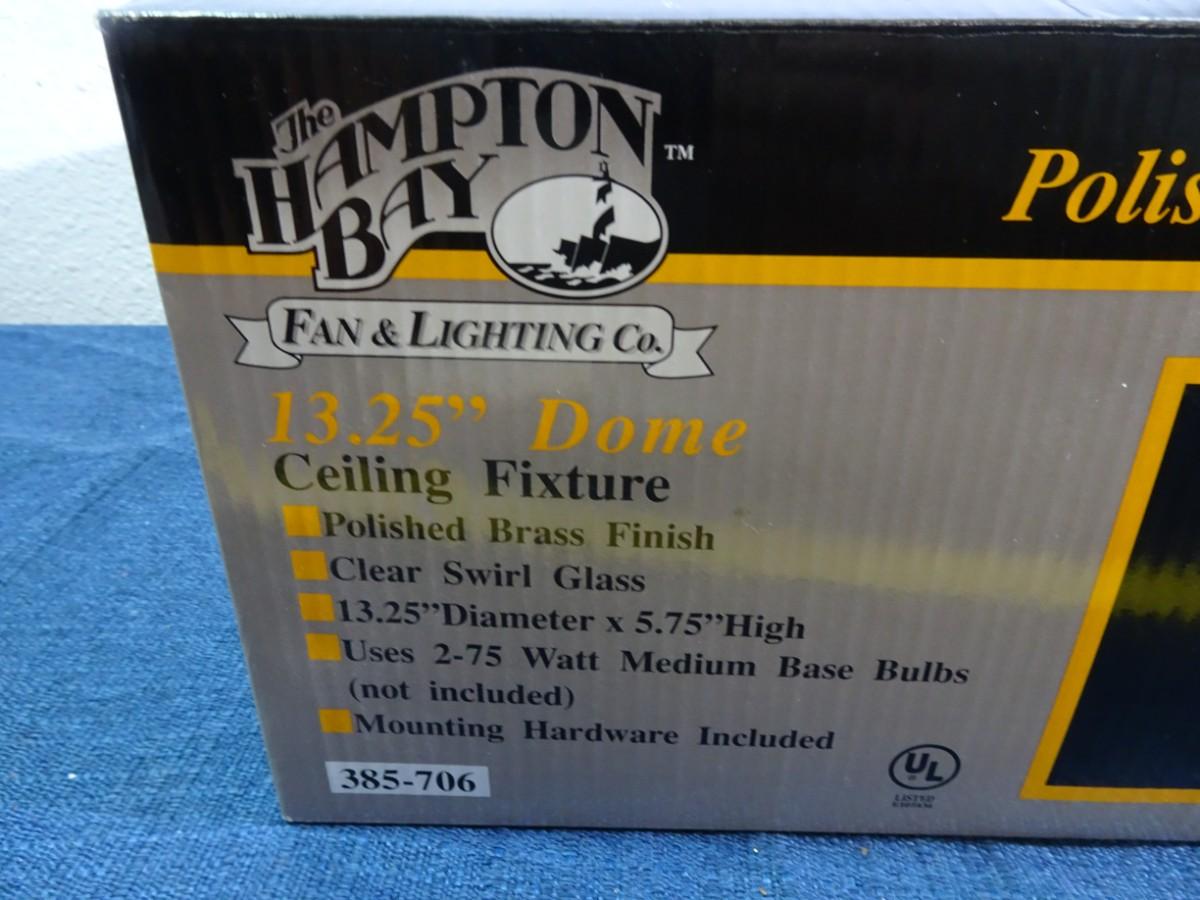 The
HAMPTON
BAY
TM
FAN & LIGHTING Co.
Polis
13.25” Dome
Ceiling Fixture
Polished Brass Finish
Clear Swirl Glass
13.25”Diameter x 5.75”High
Uses 2-75 Watt Medium Base Bulbs
(not included)
Mounting Hardware Included
385-706
UL
LISTED